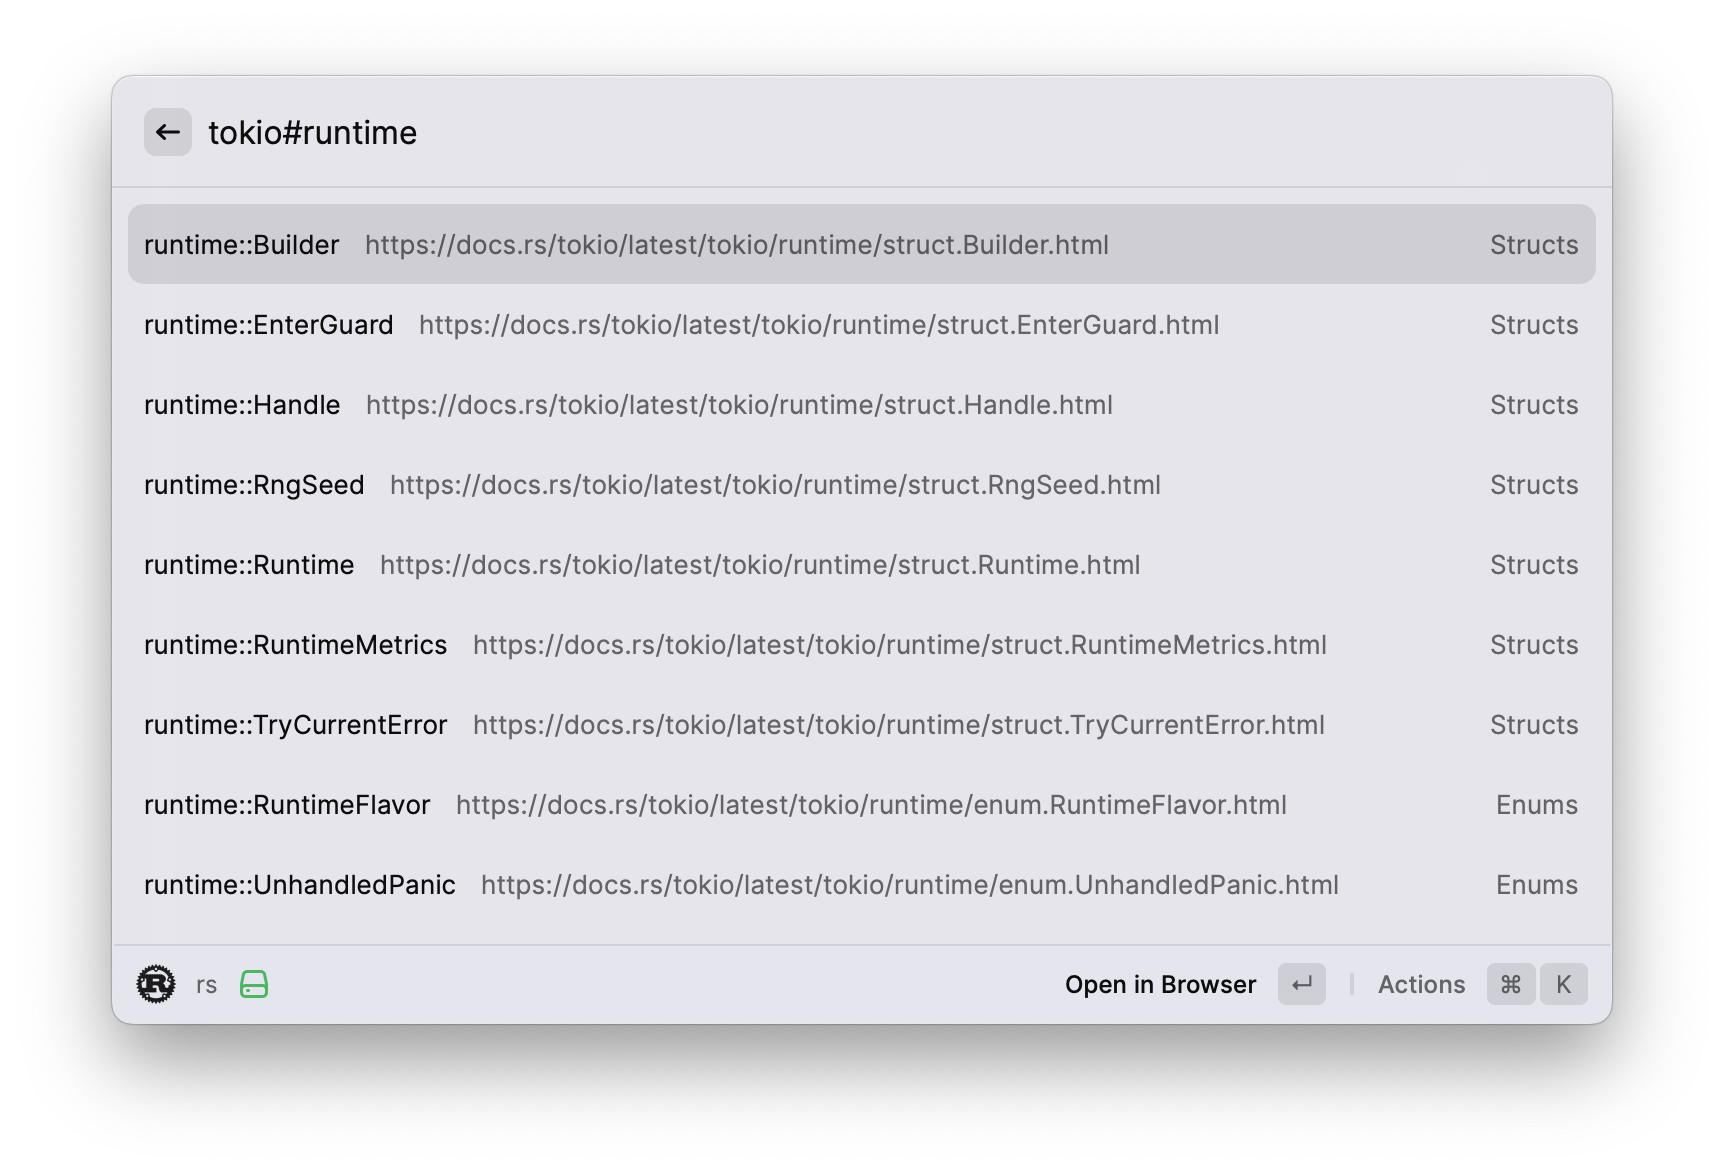 tokio#runtime
runtime::Builder https://docs.rs/tokio/latest/tokio/runtime/struct.Builder.html Structs
runtime::EnterGuard https://docs.rs/tokio/latest/tokio/runtime/struct.EnterGuard.html Structs
runtime::Handle https://docs.rs/tokio/latest/tokio/runtime/struct.Handle.html Structs
runtime::RngSeed https://docs.rs/tokio/latest/tokio/runtime/struct.RngSeed.html Structs
runtime::Runtime https://docs.rs/tokio/latest/tokio/runtime/struct.Runtime.html Structs
runtime::RuntimeMetrics https://docs.rs/tokio/latest/tokio/runtime/struct.RuntimeMetrics.html Structs
runtime::TryCurrentError https://docs.rs/tokio/latest/tokio/runtime/struct.TryCurrentError.html Structs
runtime::RuntimeFlavor https://docs.rs/tokio/latest/tokio/runtime/enum.RuntimeFlavor.html Enums
runtime::UnhandledPanic https://docs.rs/tokio/latest/tokio/runtime/enum.UnhandledPanic.html Enums
R rs Open in Browser ↵ Actions ⌘ K